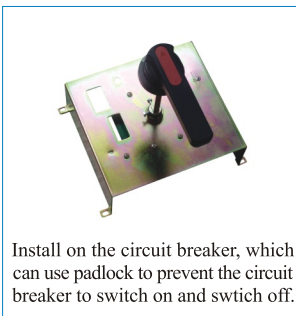 Install on the circuit breaker, which
can use padlock to prevent the circuit
breaker to switch on and swtich off.